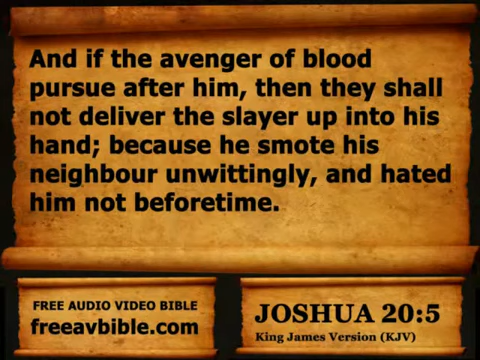 And if the avenger of blood
pursue after him, then they shall
not deliver the slayer up into his
hand; because he smote his
neighbour unwittingly, and hated
him not beforetime.
FREE AUDIO VIDEO BIBLE
freeavbible.com
JOSHUA 20:5
King James Version (KJV)